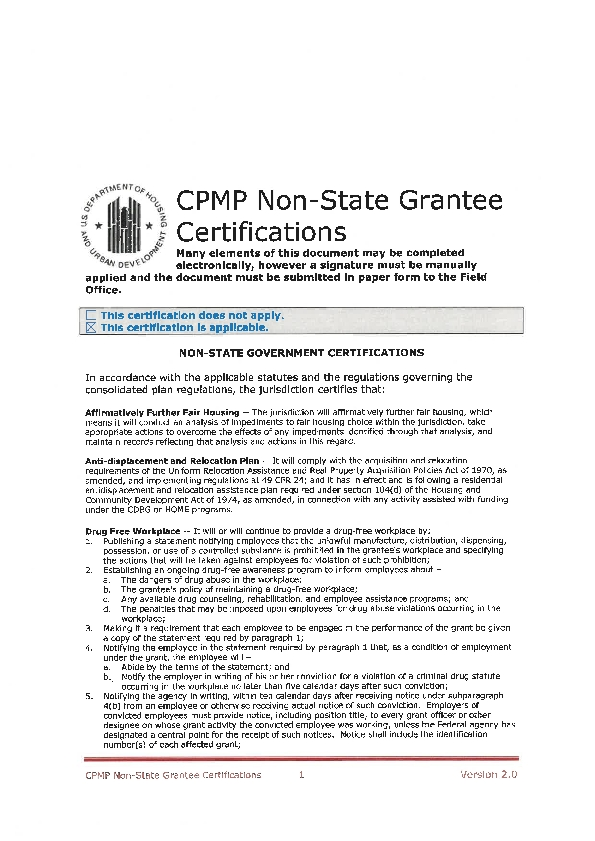 U.S. DEPARTMENT OF HOUSING AND URBAN DEVELOPMENT
CPMP Non-State Grantee
Certifications
Many elements of this document may be completed
electronically, however a signature must be manually
applied and the document must be submitted in paper form to the Field
Office.
☐ This certification does not apply.
☒ This certification is applicable.
NON-STATE GOVERNMENT CERTIFICATIONS
In accordance with the applicable statutes and the regulations governing the
consolidated plan regulations, the jurisdiction certifies that:
Affirmatively Further Fair Housing -- The jurisdiction will affirmatively further fair housing, which
means it will conduct an analysis of impediments to fair housing choice within the jurisdiction, take
appropriate actions to overcome the effects of any impediments identified through that analysis, and
maintain records reflecting that analysis and actions in this regard.
Anti-displacement and Relocation Plan -- It will comply with the acquisition and relocation
requirements of the Uniform Relocation Assistance and Real Property Acquisition Policies Act of 1970, as
amended, and implementing regulations at 49 CFR 24; and it has in effect and is following a residential
antidisplacement and relocation assistance plan required under section 104(d) of the Housing and
Community Development Act of 1974, as amended, in connection with any activity assisted with funding
under the CDBG or HOME programs.
Drug Free Workplace -- It will or will continue to provide a drug-free workplace by:
1. Publishing a statement notifying employees that the unlawful manufacture, distribution, dispensing,
possession, or use of a controlled substance is prohibited in the grantee's workplace and specifying
the actions that will be taken against employees for violation of such prohibition;
2. Establishing an ongoing drug-free awareness program to inform employees about –
a. The dangers of drug abuse in the workplace;
b. The grantee's policy of maintaining a drug-free workplace;
c. Any available drug counseling, rehabilitation, and employee assistance programs; and
d. The penalties that may be imposed upon employees for drug abuse violations occurring in the
workplace;
3. Making it a requirement that each employee to be engaged in the performance of the grant be given
a copy of the statement required by paragraph 1;
4. Notifying the employee in the statement required by paragraph 1 that, as a condition of employment
under the grant, the employee will –
a. Abide by the terms of the statement; and
b. Notify the employer in writing of his or her conviction for a violation of a criminal drug statute
occurring in the workplace no later than five calendar days after such conviction;
5. Notifying the agency in writing, within ten calendar days after receiving notice under subparagraph
4(b) from an employee or otherwise receiving actual notice of such conviction. Employers of
convicted employees must provide notice, including position title, to every grant officer or other
designee on whose grant activity the convicted employee was working, unless the Federal agency has
designated a central point for the receipt of such notices. Notice shall include the identification
number(s) of each affected grant;
CPMP Non-State Grantee Certifications 1 Version 2.0